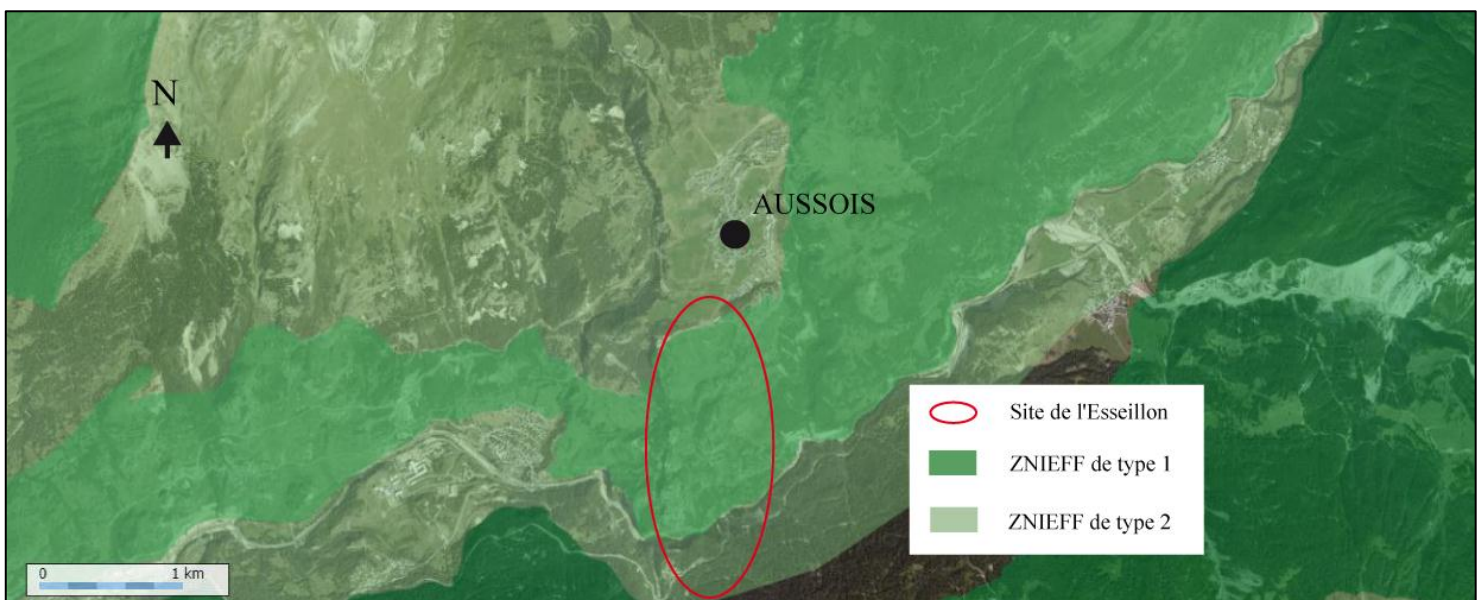 N
AUSSOIS
Site de l'Esseillon
ZNIEFF de type 1
ZNIEFF de type 2
0 1 km